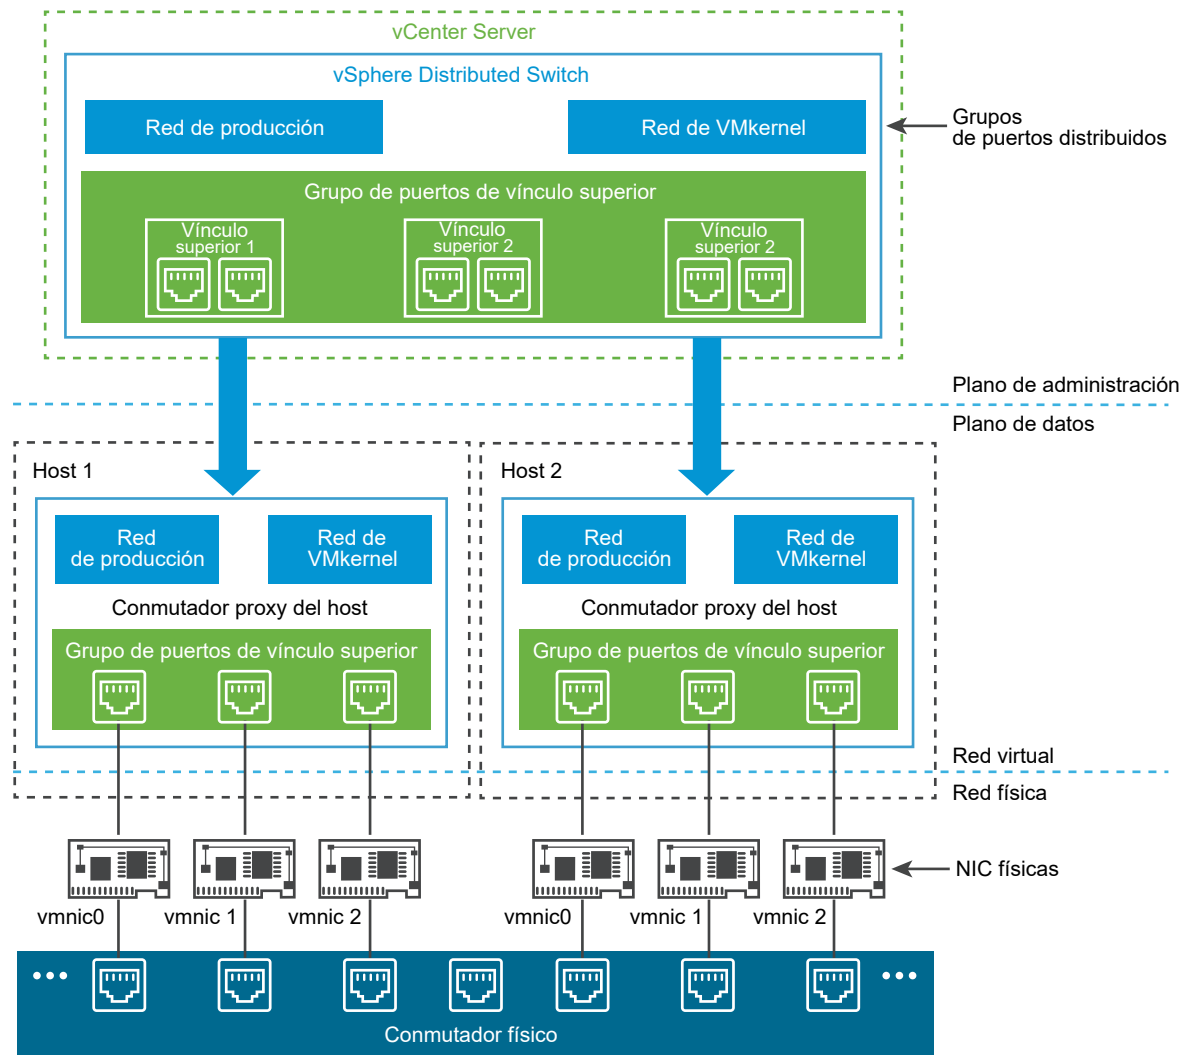 vCenter Server
vSphere Distributed Switch
Red de producción
Red de VMkernel
Grupos
de puertos distribuidos
Grupo de puertos de vínculo superior
Vínculo
superior 1
Vínculo
superior 2
Vínculo
superior 2
Plano de administración
Plano de datos
Host 1
Red
de producción
Red de
VMkernel
Conmutador proxy del host
Grupo de puertos de vínculo superior
Host 2
Red
de producción
Red de
VMkernel
Conmutador proxy del host
Grupo de puertos de vínculo superior
Red virtual
Red física
NIC físicas
vmnic0
vmnic 1
vmnic 2
vmnic0
vmnic 1
vmnic 2
Conmutador físico